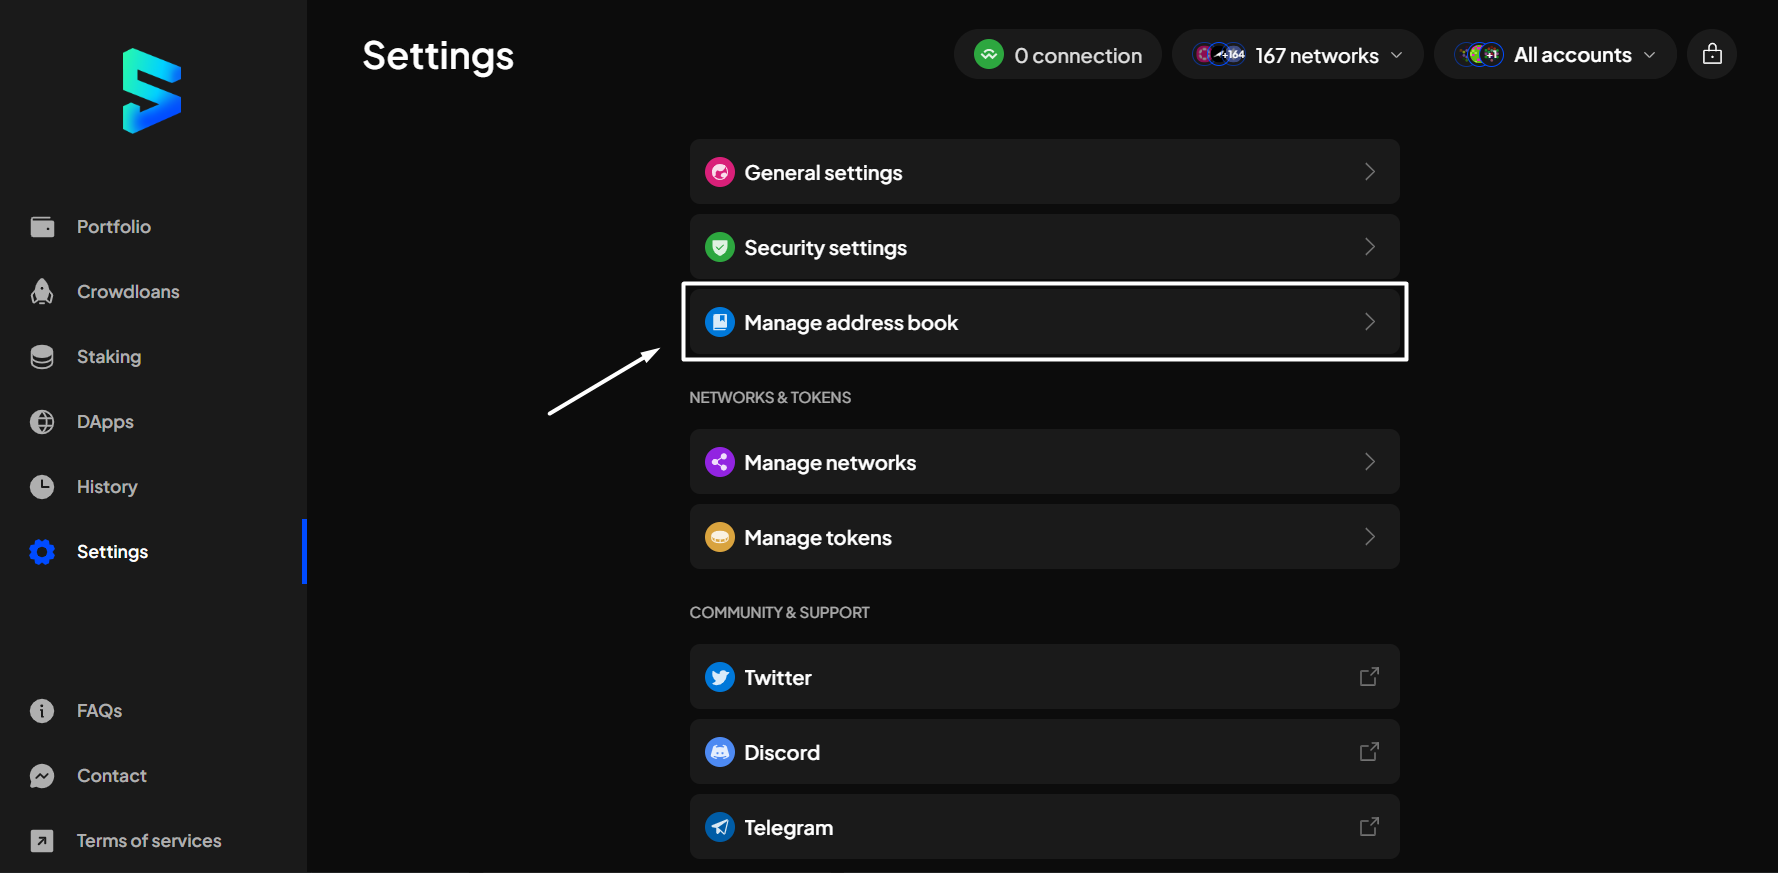 Settings
0 connection
+164
167 networks
+1
All accounts
Portfolio
Crowdloans
Staking
DApps
History
Settings
FAQs
Contact
Terms of services
General settings
Security settings
Manage address book
NETWORKS & TOKENS
Manage networks
Manage tokens
COMMUNITY & SUPPORT
Twitter
Discord
Telegram